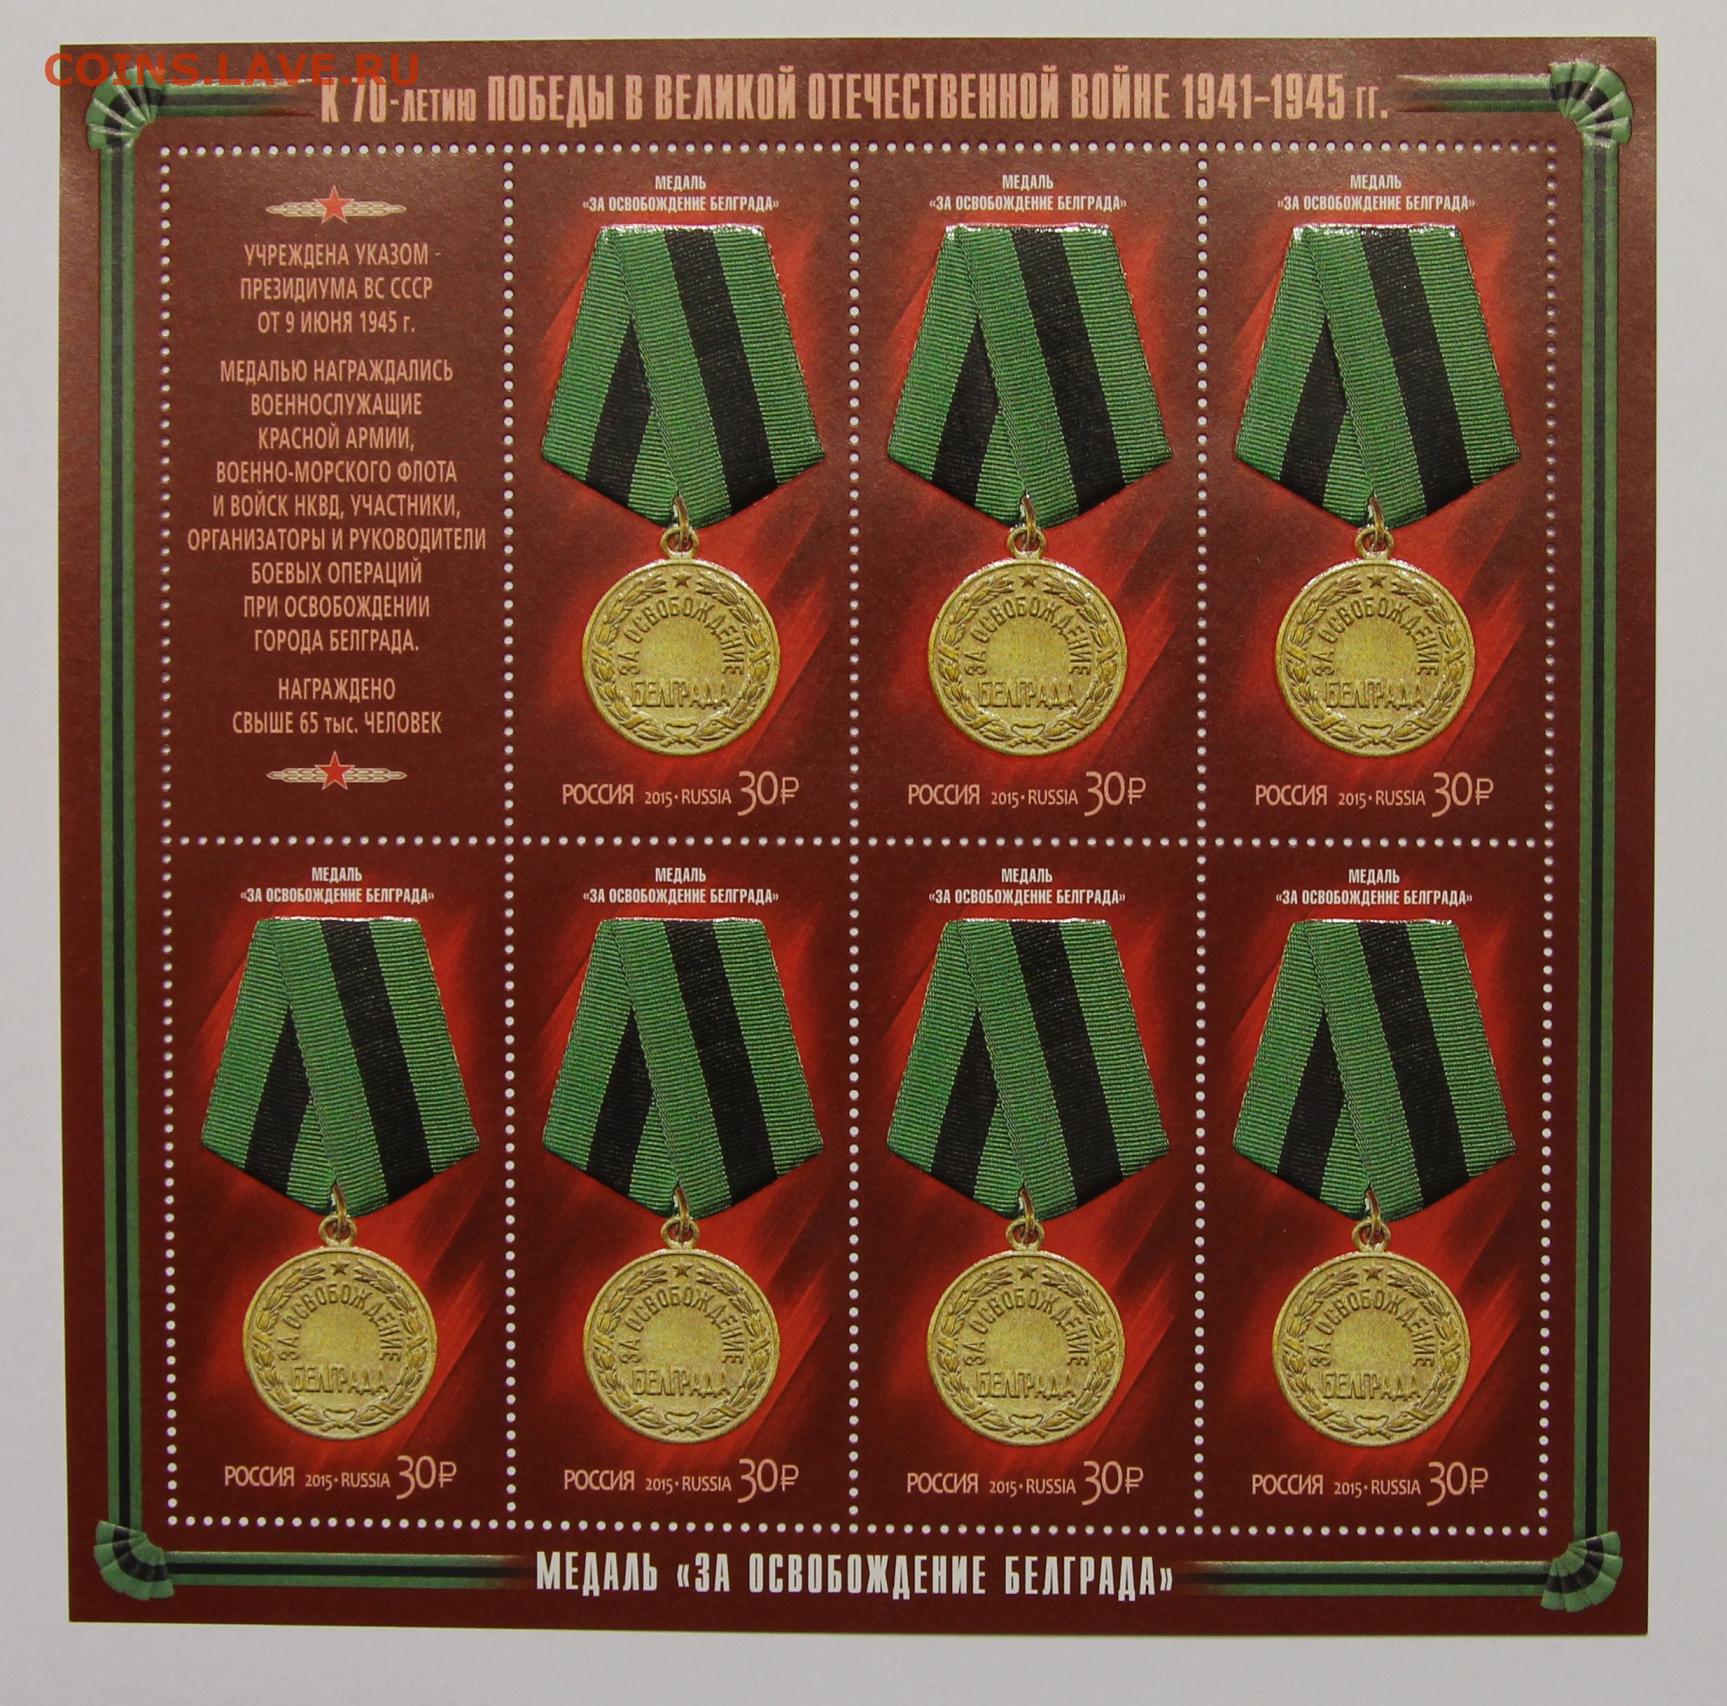 COINS.LAVE.RU
К 70-ЛЕТИЮ ПОБЕДЫ В ВЕЛИКОЙ ОТЕЧЕСТВЕННОЙ ВОЙНЕ 1941–1945 ГГ.
УЧРЕЖДЕНА УКАЗОМ
ПРЕЗИДИУМА ВС СССР
ОТ 9 ИЮНЯ 1945 г.
МЕДАЛЬЮ НАГРАЖДАЛИСЬ
ВОЕННОСЛУЖАЩИЕ
КРАСНОЙ АРМИИ,
ВОЕННО-МОРСКОГО ФЛОТА
И ВОЙСК НКВД, УЧАСТНИКИ,
ОРГАНИЗАТОРЫ И РУКОВОДИТЕЛИ
БОЕВЫХ ОПЕРАЦИЙ
ПРИ ОСВОБОЖДЕНИИ
ГОРОДА БЕЛГРАДА.
НАГРАЖДЕНО
СВЫШЕ 65 тыс. ЧЕЛОВЕК
МЕДАЛЬ
«ЗА ОСВОБОЖДЕНИЕ БЕЛГРАДА»
ЗА ОСВОБОЖДЕНИЕ
БЕЛГРАДА
РОССИЯ 2015•RUSSIA 30₽
МЕДАЛЬ
«ЗА ОСВОБОЖДЕНИЕ БЕЛГРАДА»
ЗА ОСВОБОЖДЕНИЕ
БЕЛГРАДА
РОССИЯ 2015•RUSSIA 30₽
МЕДАЛЬ
«ЗА ОСВОБОЖДЕНИЕ БЕЛГРАДА»
ЗА ОСВОБОЖДЕНИЕ
БЕЛГРАДА
РОССИЯ 2015•RUSSIA 30₽
МЕДАЛЬ
«ЗА ОСВОБОЖДЕНИЕ БЕЛГРАДА»
ЗА ОСВОБОЖДЕНИЕ
БЕЛГРАДА
РОССИЯ 2015•RUSSIA 30₽
МЕДАЛЬ
«ЗА ОСВОБОЖДЕНИЕ БЕЛГРАДА»
ЗА ОСВОБОЖДЕНИЕ
БЕЛГРАДА
РОССИЯ 2015•RUSSIA 30₽
МЕДАЛЬ
«ЗА ОСВОБОЖДЕНИЕ БЕЛГРАДА»
ЗА ОСВОБОЖДЕНИЕ
БЕЛГРАДА
РОССИЯ 2015•RUSSIA 30₽
МЕДАЛЬ
«ЗА ОСВОБОЖДЕНИЕ БЕЛГРАДА»
ЗА ОСВОБОЖДЕНИЕ
БЕЛГРАДА
РОССИЯ 2015•RUSSIA 30₽
МЕДАЛЬ «ЗА ОСВОБОЖДЕНИЕ БЕЛГРАДА»